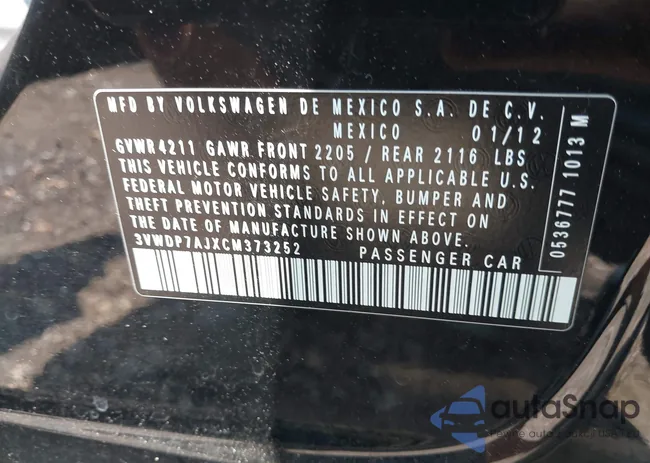 MFD BY VOLKSWAGEN DE MEXICO S.A. DE C.V.
MEXICO 01/12
GVWR 4211 GAWR FRONT 2205 / REAR 2116 LBS
THIS VEHICLE CONFORMS TO ALL APPLICABLE U.S.
FEDERAL MOTOR VEHICLE SAFETY, BUMPER AND
THEFT PREVENTION STANDARDS IN EFFECT ON
THE DATE OF MANUFACTURE SHOWN ABOVE.
3VWDP7AJXCM373252 PASSENGER CAR
0536777 1013 M
autoSnap